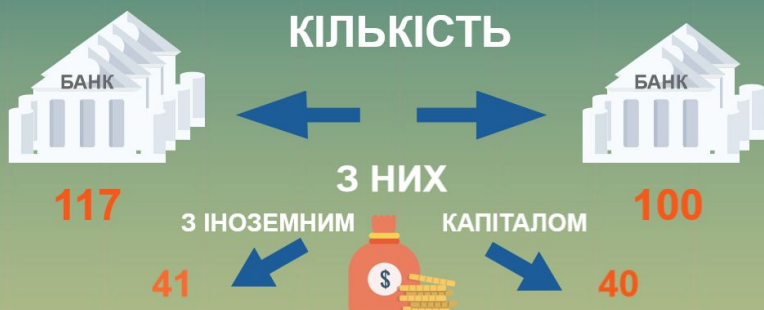 КІЛЬКІСТЬ
БАНК
БАНК
З НИХ
117
100
З ІНОЗЕМНИМ
КАПІТАЛОМ
$
41
40